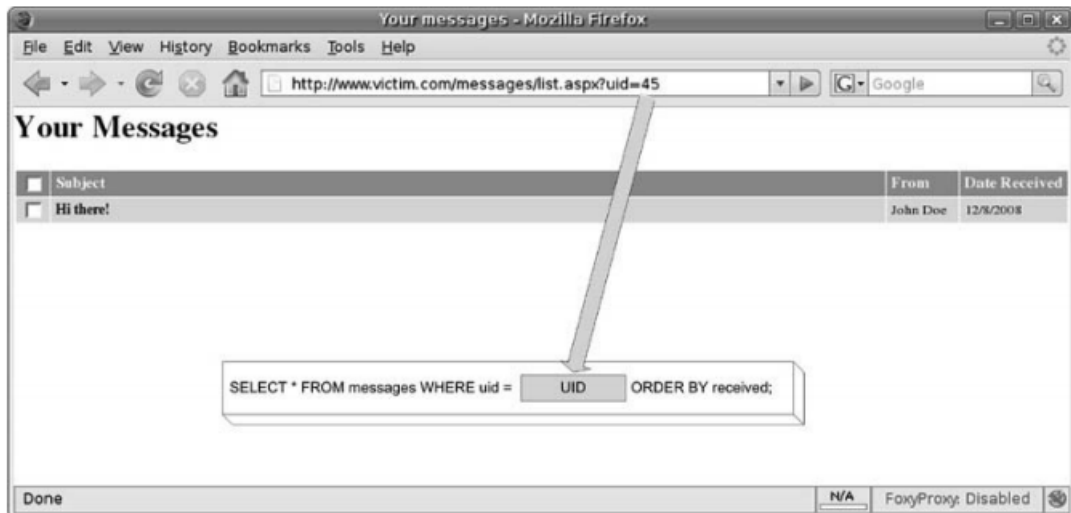 Your messages - Mozilla Firefox
File Edit View History Bookmarks Tools Help
http://www.victim.com/messages/list.aspx?uid=45
G Google
Your Messages
Subject From Date Received
Hi there! John Doe 12/8/2008
SELECT * FROM messages WHERE uid = UID ORDER BY received;
Done N/A FoxyProxy: Disabled